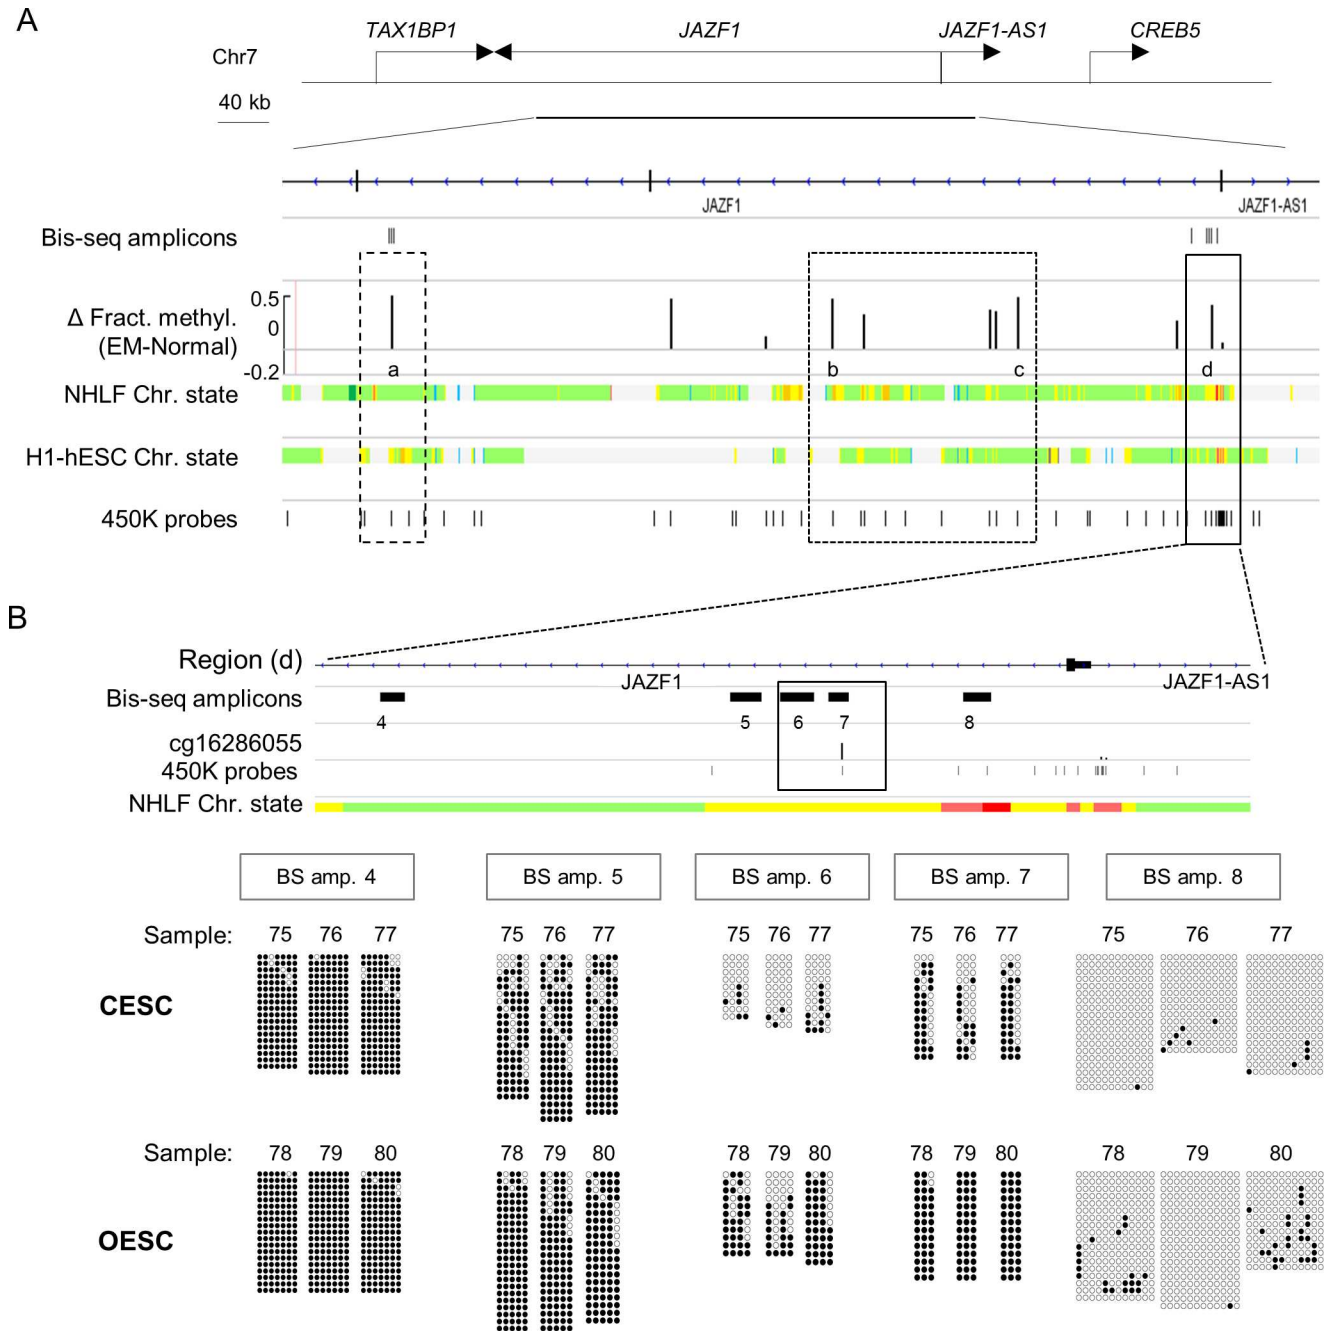 A
TAX1BP1 JAZF1 JAZF1-AS1 CREB5
Chr7
40 kb
JAZF1 JAZF1-AS1
Bis-seq amplicons
0.5
Δ Fract. methyl. 0
(EM-Normal)
-0.2
a b c d
NHLF Chr. state
H1-hESC Chr. state
450K probes
B
Region (d)
JAZF1 JAZF1-AS1
Bis-seq amplicons
4 5 6 7 8
cg16286055
450K probes
NHLF Chr. state
BS amp. 4 BS amp. 5 BS amp. 6 BS amp. 7 BS amp. 8
Sample: 75 76 77 75 76 77 75 76 77 75 76 77 75 76 77
CESC
Sample: 78 79 80 78 79 80 78 79 80 78 79 80 78 79 80
OESC